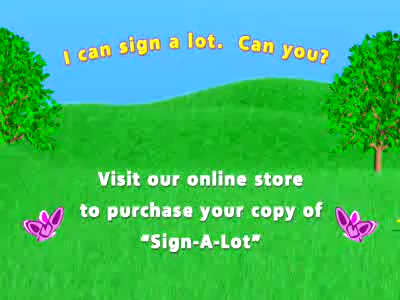 I can sign a lot. Can you?
Visit our online store
to purchase your copy of
"Sign-A-Lot"